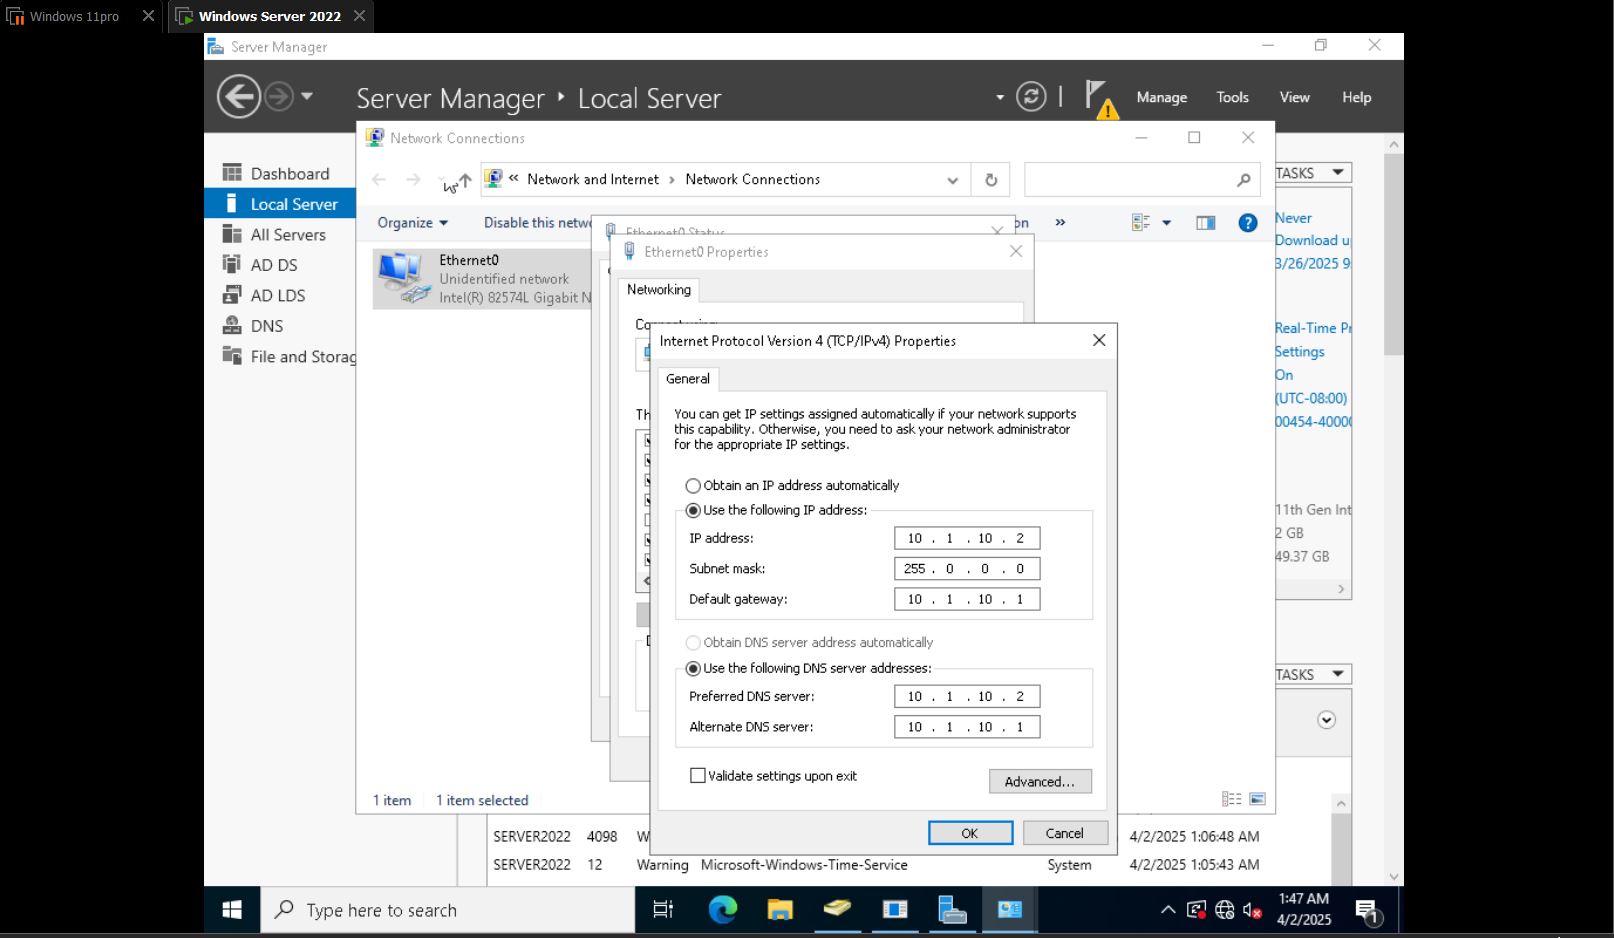 Windows 11pro
Windows Server 2022
Server Manager
Server Manager ‣ Local Server
Manage Tools View Help
Network Connections
Dashboard
Local Server
All Servers
AD DS
AD LDS
DNS
File and Storag
« Network and Internet › Network Connections
Organize
Disable this netw
on »
Ethernet0
Unidentified network
Intel(R) 82574L Gigabit N
Ethernet0 Status
Ethernet0 Properties
Networking
Connect using:
Th
Internet Protocol Version 4 (TCP/IPv4) Properties
General
You can get IP settings assigned automatically if your network supports
this capability. Otherwise, you need to ask your network administrator
for the appropriate IP settings.
Obtain an IP address automatically
Use the following IP address:
IP address: 10 . 1 . 10 . 2
Subnet mask: 255 . 0 . 0 . 0
Default gateway: 10 . 1 . 10 . 1
Obtain DNS server address automatically
Use the following DNS server addresses:
Preferred DNS server: 10 . 1 . 10 . 2
Alternate DNS server: 10 . 1 . 10 . 1
Validate settings upon exit
Advanced...
OK Cancel
TASKS
Never
Download u
3/26/2025 9
Real-Time Pr
Settings
On
(UTC-08:00)
00454-4000
11th Gen Int
2 GB
49.37 GB
TASKS
1 item 1 item selected
SERVER2022 4098 W 4/2/2025 1:06:48 AM
SERVER2022 12 Warning Microsoft-Windows-Time-Service System 4/2/2025 1:05:43 AM
Type here to search
1:47 AM
4/2/2025
1